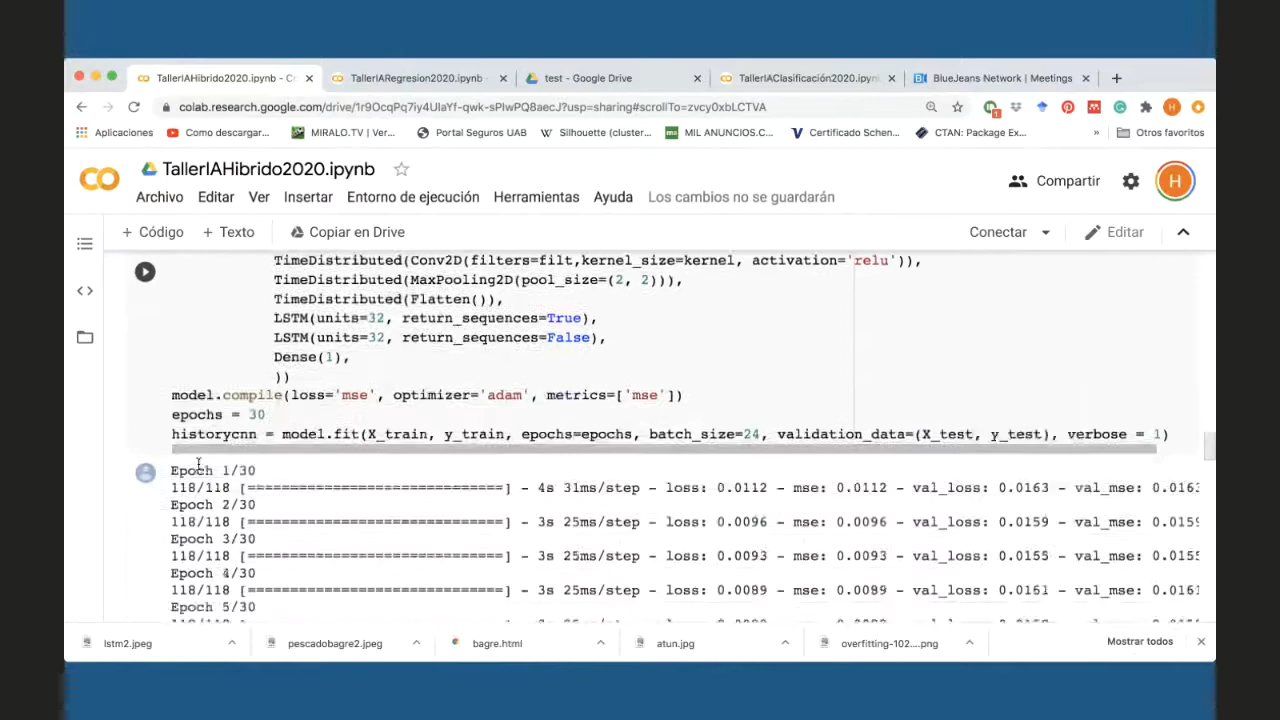 TallerIAHibrido2020.ipynb - Co
TallerIARegresion2020.ipynb -
test - Google Drive
TallerIAClasificación2020.ipyn
BlueJeans Network | Meetings
colab.research.google.com/drive/1r9OcqPq7iy4UIaYf-qwk-sPIwPQ8aecJ?usp=sharing#scrollTo=zvcy0xbLCTVA
Aplicaciones
Como descargar...
MIRALO.TV | Ver...
Portal Seguros UAB
Silhouette (cluster...
MIL ANUNCIOS.C...
Certificado Schen...
CTAN: Package Ex...
»
Otros favoritos
TallerIAHibrido2020.ipynb
Compartir
H
Archivo Editar Ver Insertar Entorno de ejecución Herramientas Ayuda Los cambios no se guardarán
+ Código + Texto Copiar en Drive Conectar Editar
TimeDistributed(Conv2D(filters=filt,kernel_size=kernel, activation='relu')),
TimeDistributed(MaxPooling2D(pool_size=(2, 2))),
TimeDistributed(Flatten()),
LSTM(units=32, return_sequences=True),
LSTM(units=32, return_sequences=False),
Dense(1),
))
model.compile(loss='mse', optimizer='adam', metrics=['mse'])
epochs = 30
historycnn = model.fit(X_train, y_train, epochs=epochs, batch_size=24, validation_data=(X_test, y_test), verbose = 1)
Epoch 1/30
118/118 [==============================] - 4s 31ms/step - loss: 0.0112 - mse: 0.0112 - val_loss: 0.0163 - val_mse: 0.0163
Epoch 2/30
118/118 [==============================] - 3s 25ms/step - loss: 0.0096 - mse: 0.0096 - val_loss: 0.0159 - val_mse: 0.0159
Epoch 3/30
118/118 [==============================] - 3s 25ms/step - loss: 0.0093 - mse: 0.0093 - val_loss: 0.0155 - val_mse: 0.0155
Epoch 4/30
118/118 [==============================] - 3s 25ms/step - loss: 0.0089 - mse: 0.0089 - val_loss: 0.0161 - val_mse: 0.0161
Epoch 5/30
lstm2.jpeg
pescadobagre2.jpeg
bagre.html
atun.jpg
overfitting-102....png
Mostrar todos